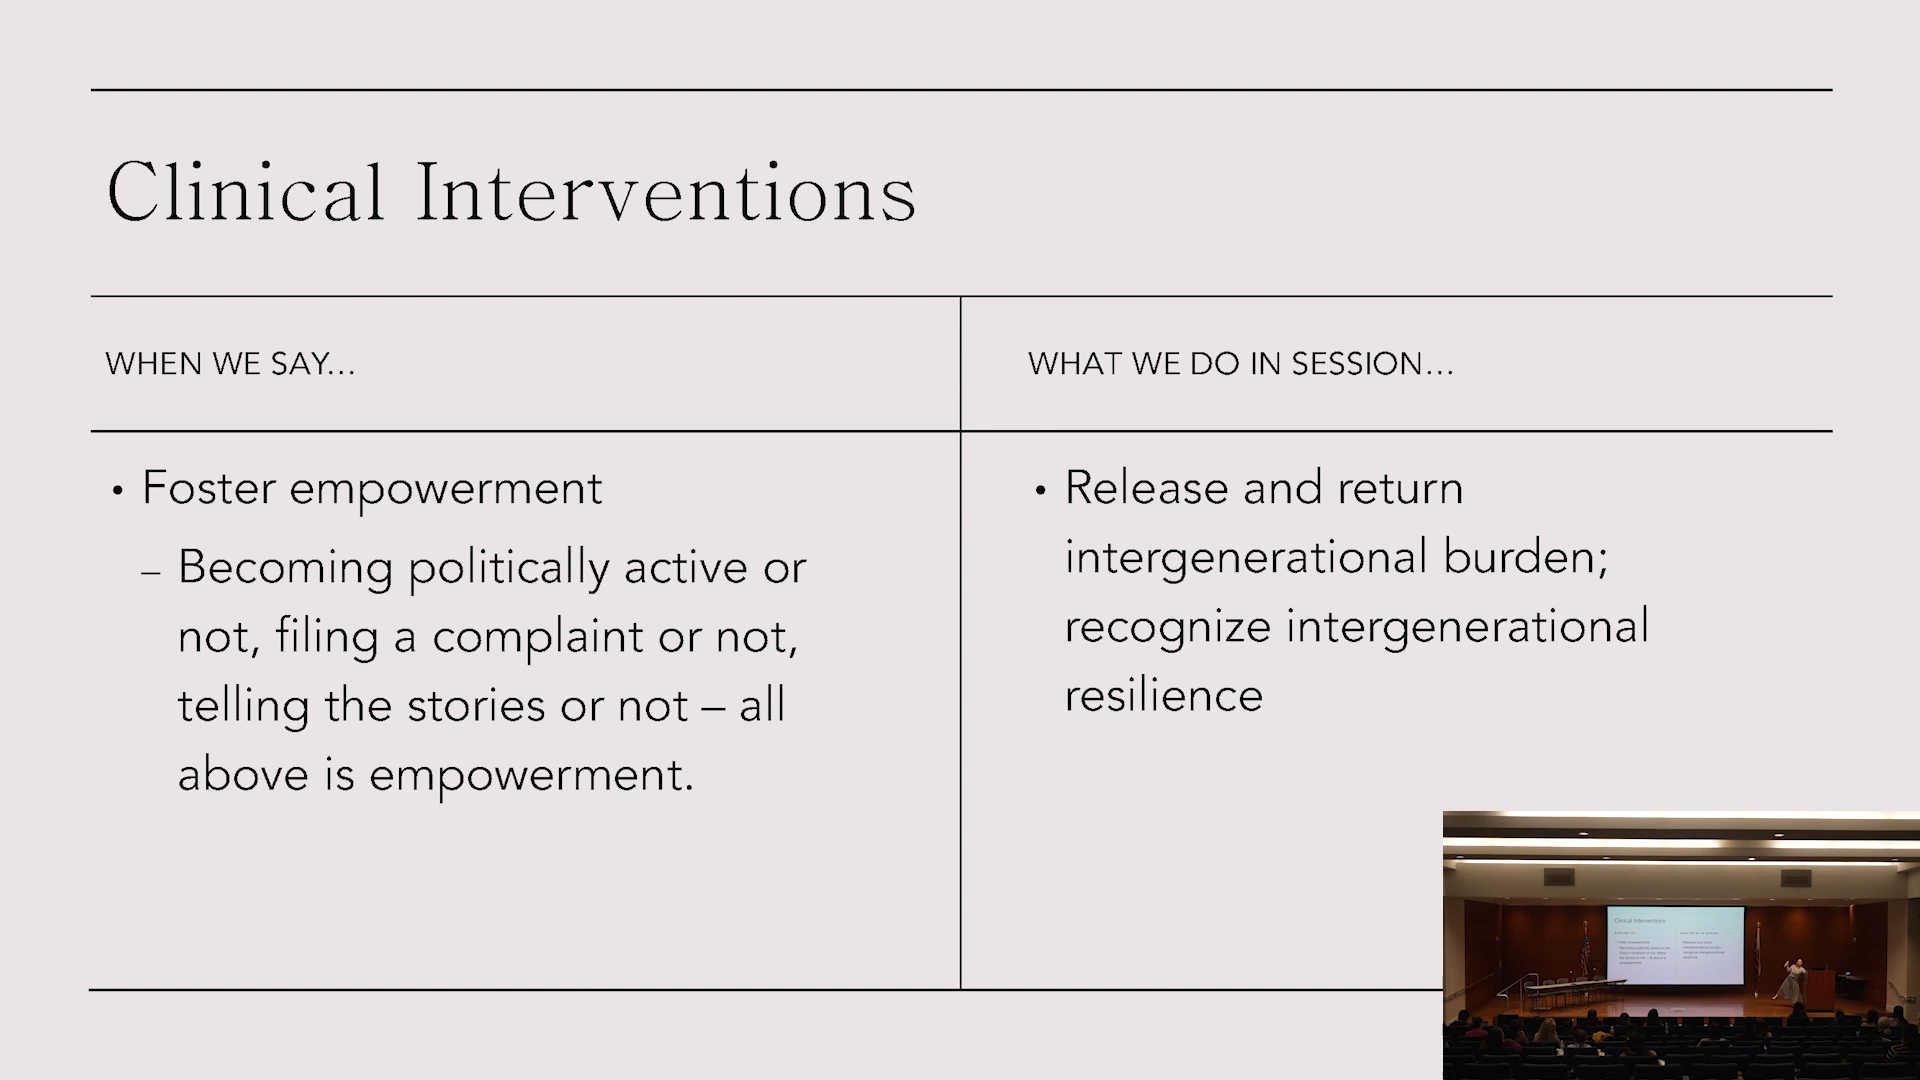 Clinical Interventions
WHEN WE SAY...
WHAT WE DO IN SESSION...
• Foster empowerment
– Becoming politically active or
not, filing a complaint or not,
telling the stories or not – all
above is empowerment.
• Release and return
intergenerational burden;
recognize intergenerational
resilience
Clinical Interventions